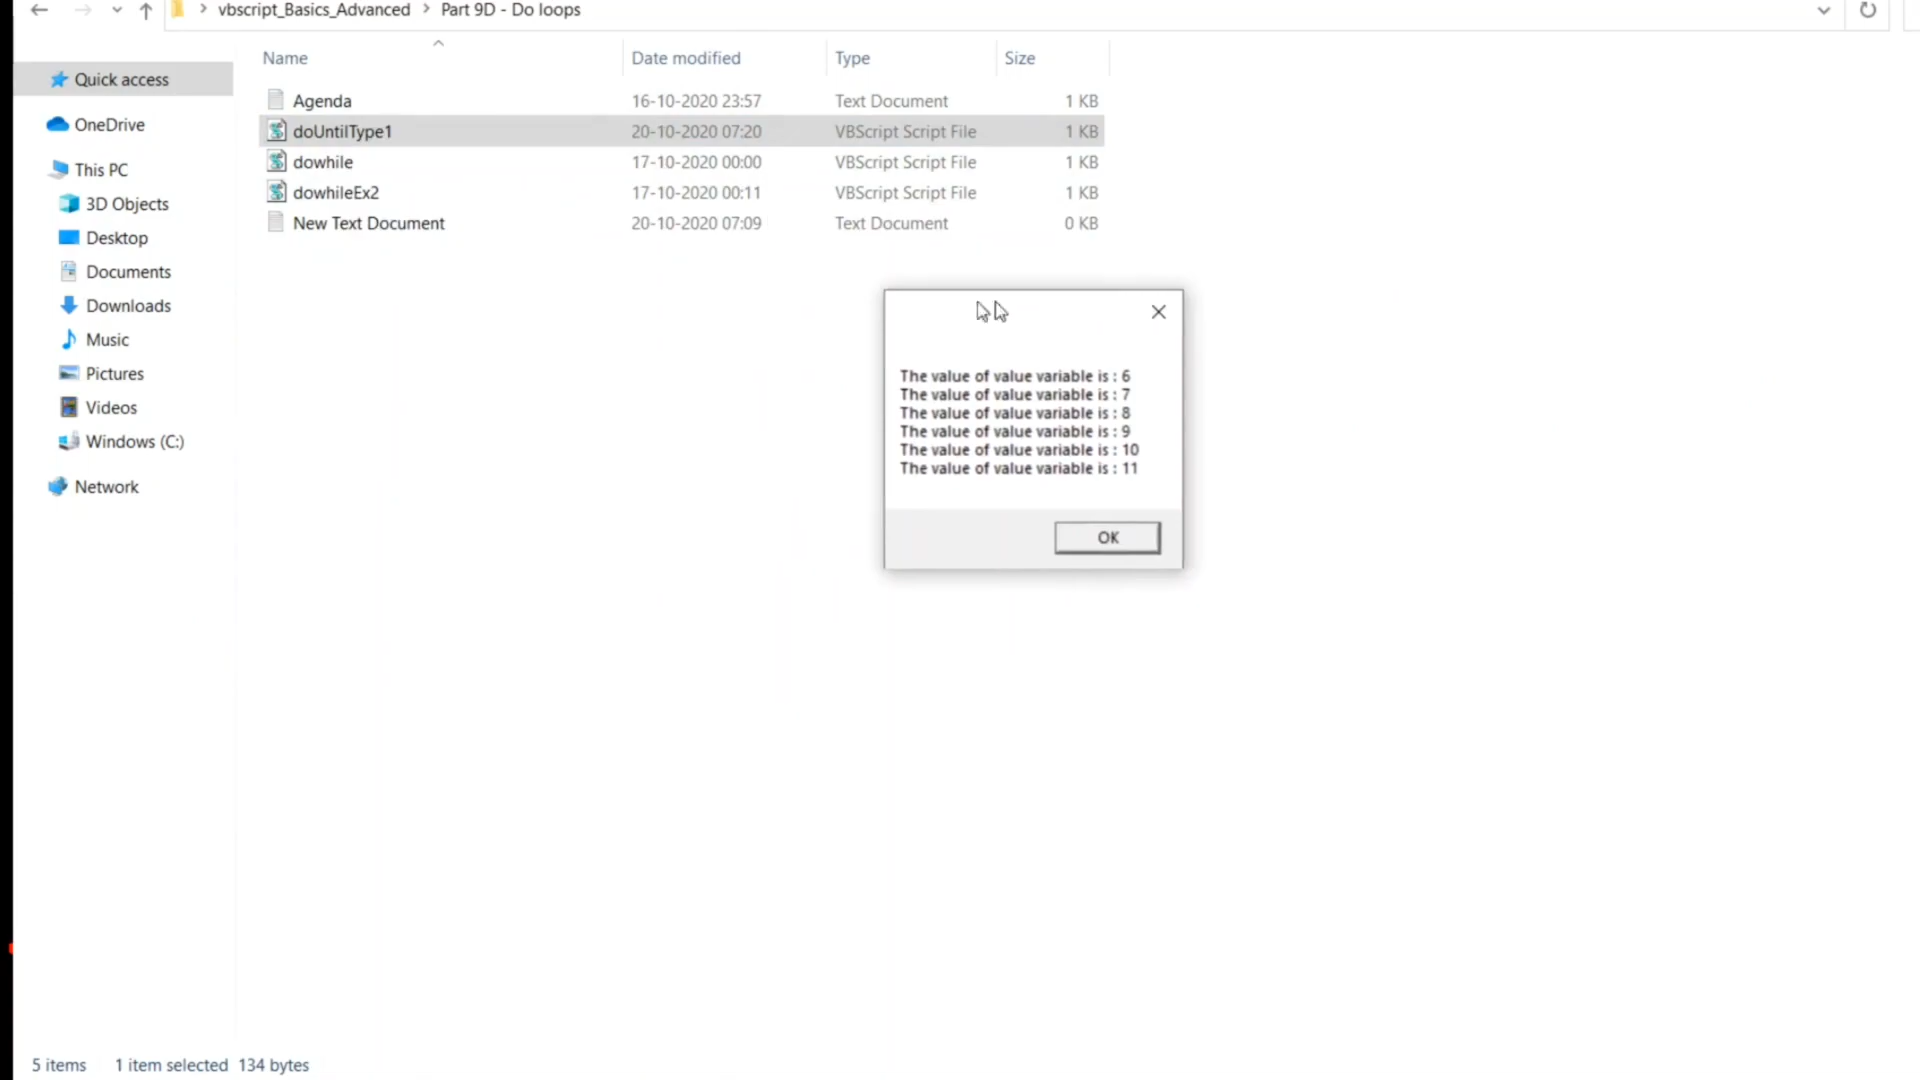 vbscript_Basics_Advanced > Part 9D - Do loops
Name Date modified Type Size
Quick access
OneDrive
This PC
3D Objects
Desktop
Documents
Downloads
Music
Pictures
Videos
Windows (C:)
Network
Agenda 16-10-2020 23:57 Text Document 1 KB
doUntilType1 20-10-2020 07:20 VBScript Script File 1 KB
dowhile 17-10-2020 00:00 VBScript Script File 1 KB
dowhileEx2 17-10-2020 00:11 VBScript Script File 1 KB
New Text Document 20-10-2020 07:09 Text Document 0 KB
The value of value variable is : 6
The value of value variable is : 7
The value of value variable is : 8
The value of value variable is : 9
The value of value variable is : 10
The value of value variable is : 11
OK
5 items 1 item selected 134 bytes